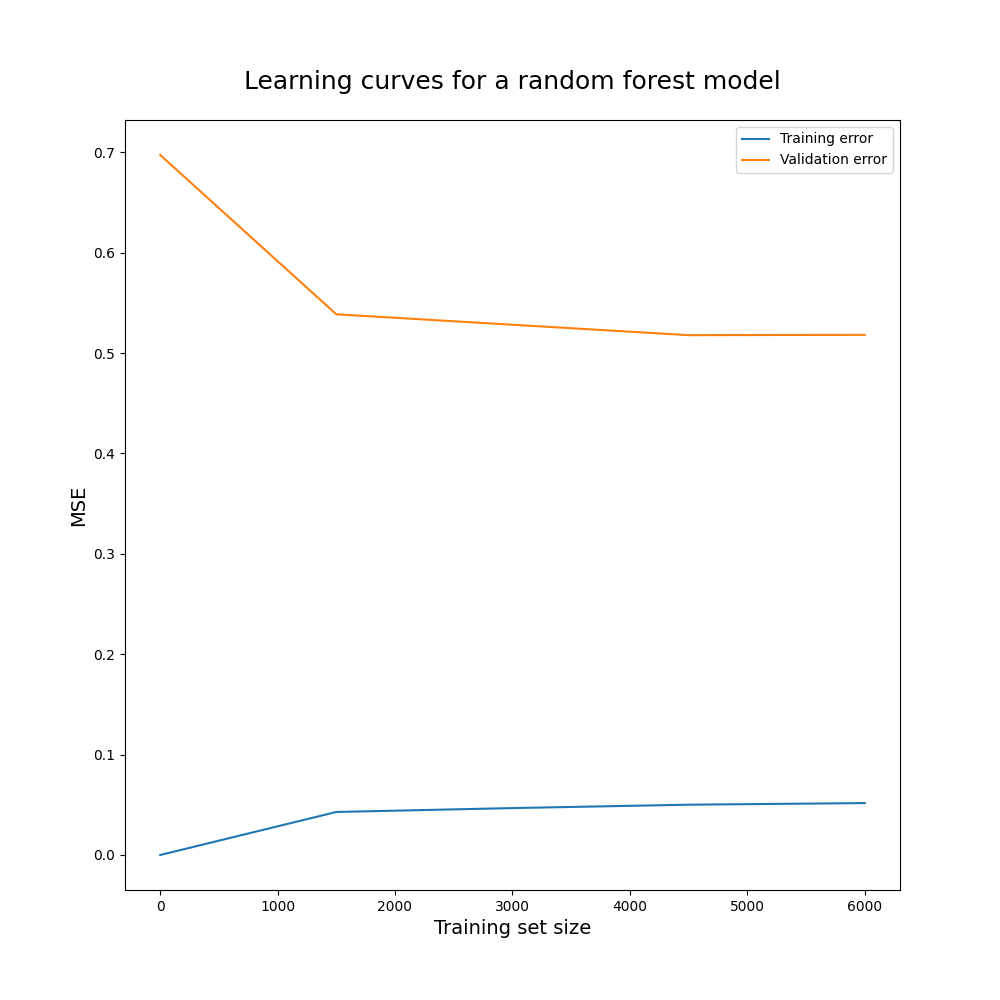 Learning curves for a random forest model
Training error
Validation error
0.7
0.6
0.5
0.4
0.3
0.2
0.1
0.0
MSE
0 1000 2000 3000 4000 5000 6000
Training set size